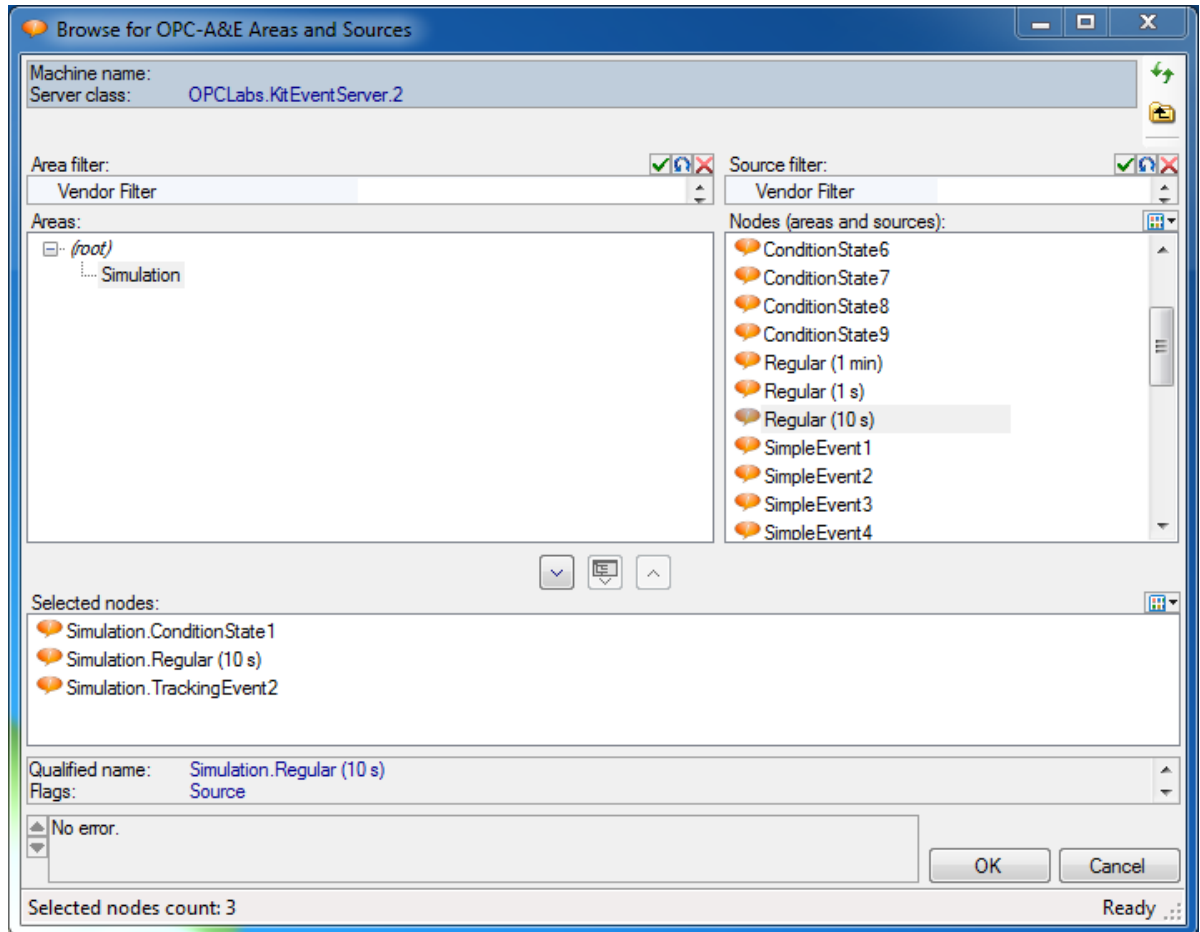 Browse for OPC-A&E Areas and Sources
Machine name:
Server class: OPCLabs.KitEventServer.2
Area filter:
Vendor Filter
Source filter:
Vendor Filter
Areas:
(root)
Simulation
Nodes (areas and sources):
ConditionState6
ConditionState7
ConditionState8
ConditionState9
Regular (1 min)
Regular (1 s)
Regular (10 s)
SimpleEvent1
SimpleEvent2
SimpleEvent3
SimpleEvent4
Selected nodes:
Simulation.ConditionState1
Simulation.Regular (10 s)
Simulation.TrackingEvent2
Qualified name: Simulation.Regular (10 s)
Flags: Source
No error.
OK
Cancel
Selected nodes count: 3
Ready